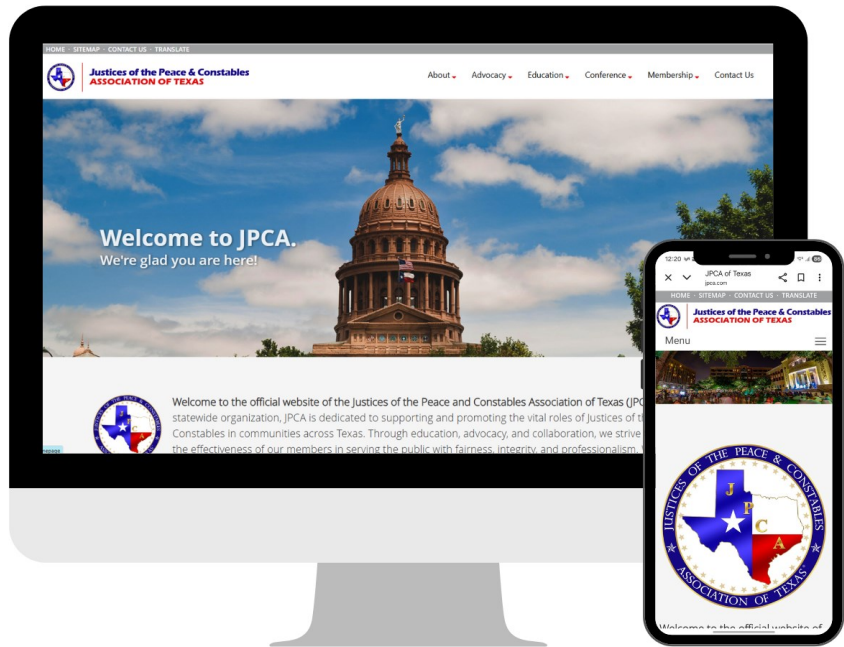 HOME · SITEMAP · CONTACT US · TRANSLATE
Justices of the Peace & Constables
ASSOCIATION OF TEXAS
About
Advocacy
Education
Conference
Membership
Contact Us
Welcome to JPCA.
We're glad you are here!
Welcome to the official website of the Justices of the Peace and Constables Association of Texas (JPC
statewide organization, JPCA is dedicated to supporting and promoting the vital roles of Justices of t
Constables in communities across Texas. Through education, advocacy, and collaboration, we strive
the effectiveness of our members in serving the public with fairness, integrity, and professionalism.
12:20
JPCA of Texas
jpca.com
HOME · SITEMAP · CONTACT US · TRANSLATE
Justices of the Peace & Constables
ASSOCIATION OF TEXAS
Menu
JUSTICES OF THE PEACE & CONSTABLES
J P C A
ASSOCIATION OF TEXAS
Welcome to the official website of